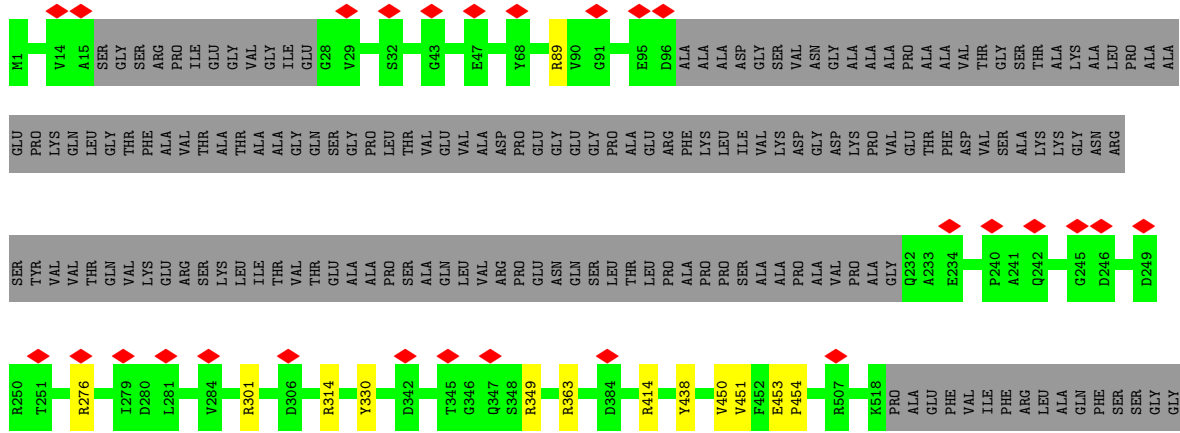 M1 V14 A15 SER GLY SER ARG PRO ILE GLU GLY VAL GLY ILE GLU G28 V29 S32 G43 E47 Y68 R89 V90 G91 E95 D96 ALA ALA ALA ASP GLY SER VAL ASN GLY ALA ALA ALA PRO ALA ALA VAL THR GLY SER THR ALA LYS ALA LEU PRO ALA ALA
GLU PRO LYS GLN LEU GLY THR PHE ALA VAL THR ALA THR ALA ALA GLY GLN SER GLY PRO LEU THR VAL GLU VAL ALA ASP PRO GLU GLY GLU GLY PRO ALA GLU ARG PHE LYS LEU ILE VAL LYS ASP GLY ASP LYS PRO VAL GLU THR PHE ASP VAL SER ALA LYS LYS GLY ASN ARG
SER TYR VAL VAL THR GLN VAL LYS GLU ARG SER LYS LEU ILE THR VAL THR GLU ALA ALA PRO SER ALA GLN LEU VAL ARG PRO GLU ASN GLN SER LEU THR LEU PRO ALA PRO PRO SER ALA ALA PRO ALA VAL PRO ALA GLY Q232 A233 E234 P240 A241 Q242 G245 D246 D249
R250 T251 R276 I279 D280 L281 V284 R301 D306 R314 Y330 D342 T345 G346 Q347 S348 R349 R363 D384 R414 Y438 V450 V451 F452 E453 P454 R507 K518 PRO ALA GLU PHE VAL ILE PHE ARG LEU ALA GLN PHE SER SER GLY GLY